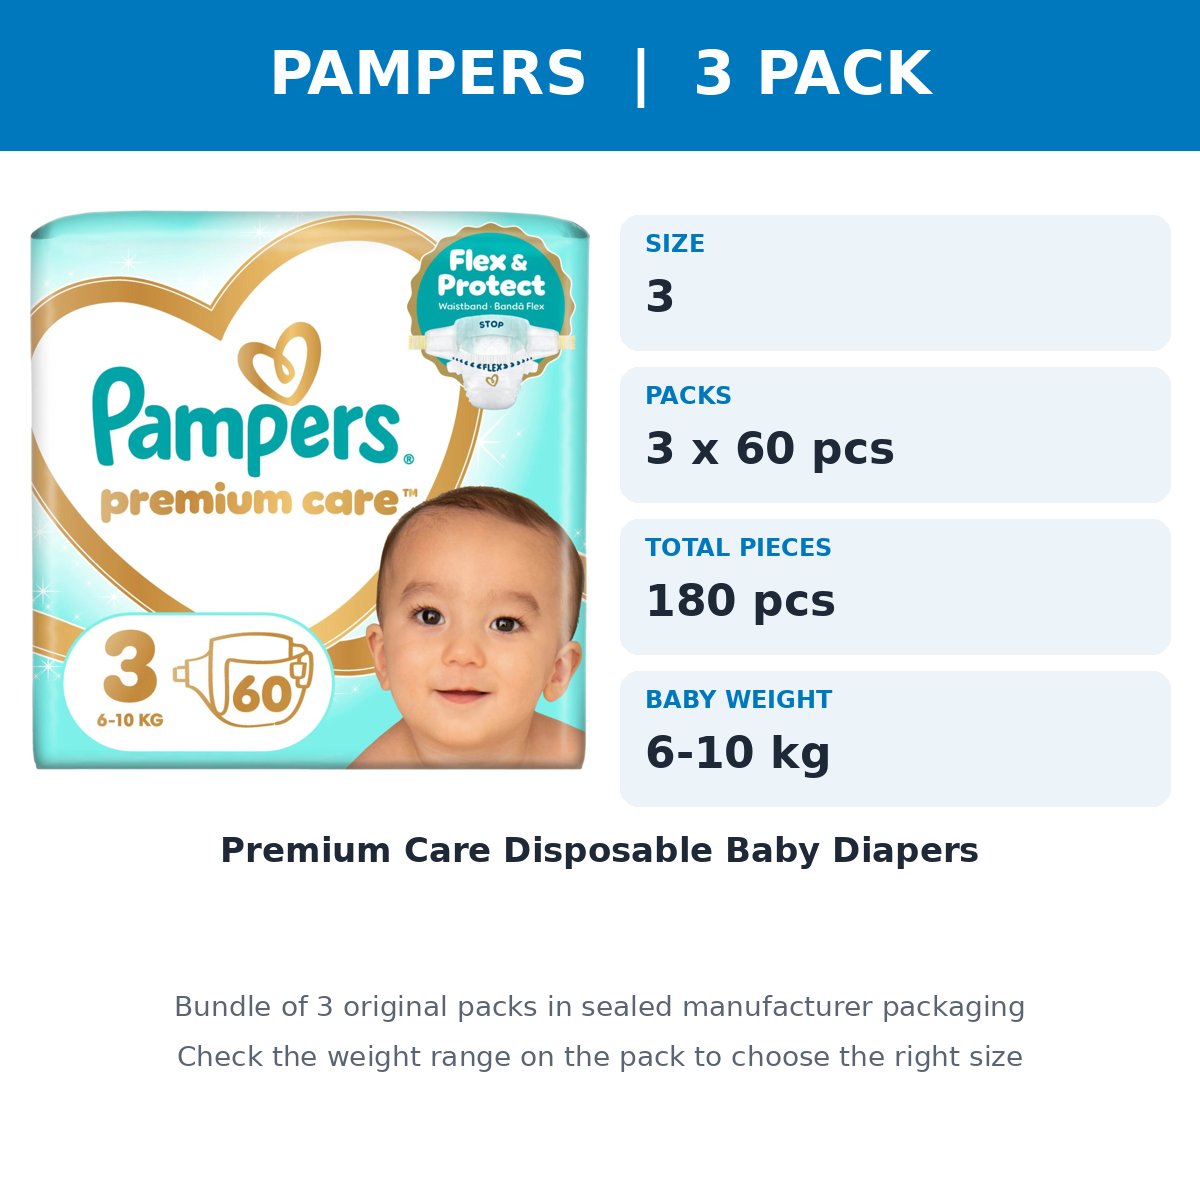 PAMPERS | 3 PACK
Flex &
Protect
Waistband · Bandă Flex
STOP
FLEX
Pampers®
premium care™
3
6-10 KG
60
SIZE
3
PACKS
3 x 60 pcs
TOTAL PIECES
180 pcs
BABY WEIGHT
6-10 kg
Premium Care Disposable Baby Diapers
Bundle of 3 original packs in sealed manufacturer packaging
Check the weight range on the pack to choose the right size